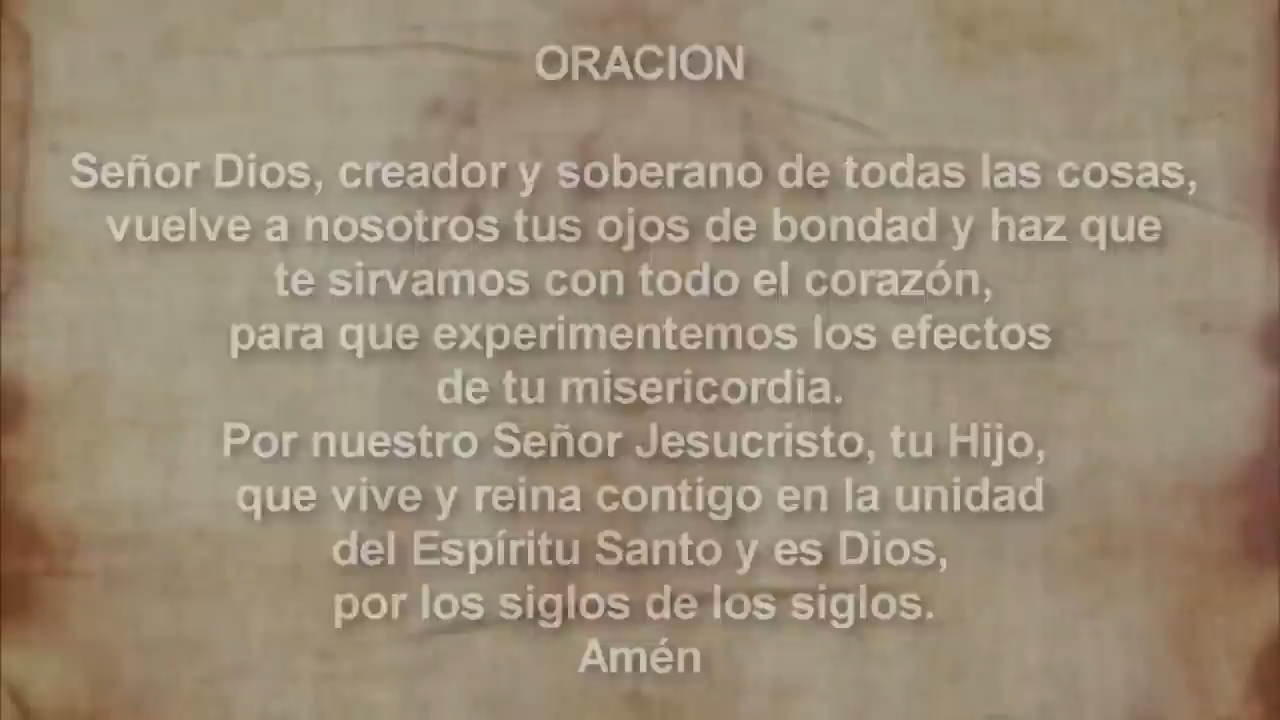 ORACION
Señor Dios, creador y soberano de todas las cosas,
vuelve a nosotros tus ojos de bondad y haz que
te sirvamos con todo el corazón,
para que experimentemos los efectos
de tu misericordia.
Por nuestro Señor Jesucristo, tu Hijo,
que vive y reina contigo en la unidad
del Espíritu Santo y es Dios,
por los siglos de los siglos.
Amén